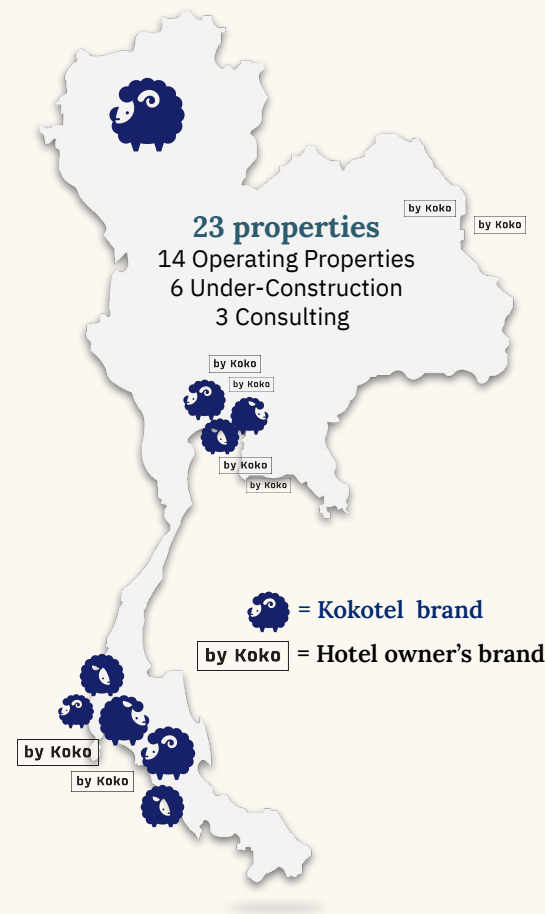 by Koko
by Koko
23 properties
14 Operating Properties
6 Under-Construction
3 Consulting
by Koko
by Koko
by Koko
by Koko
= Kokotel brand
by Koko = Hotel owner's brand
by Koko
by Koko